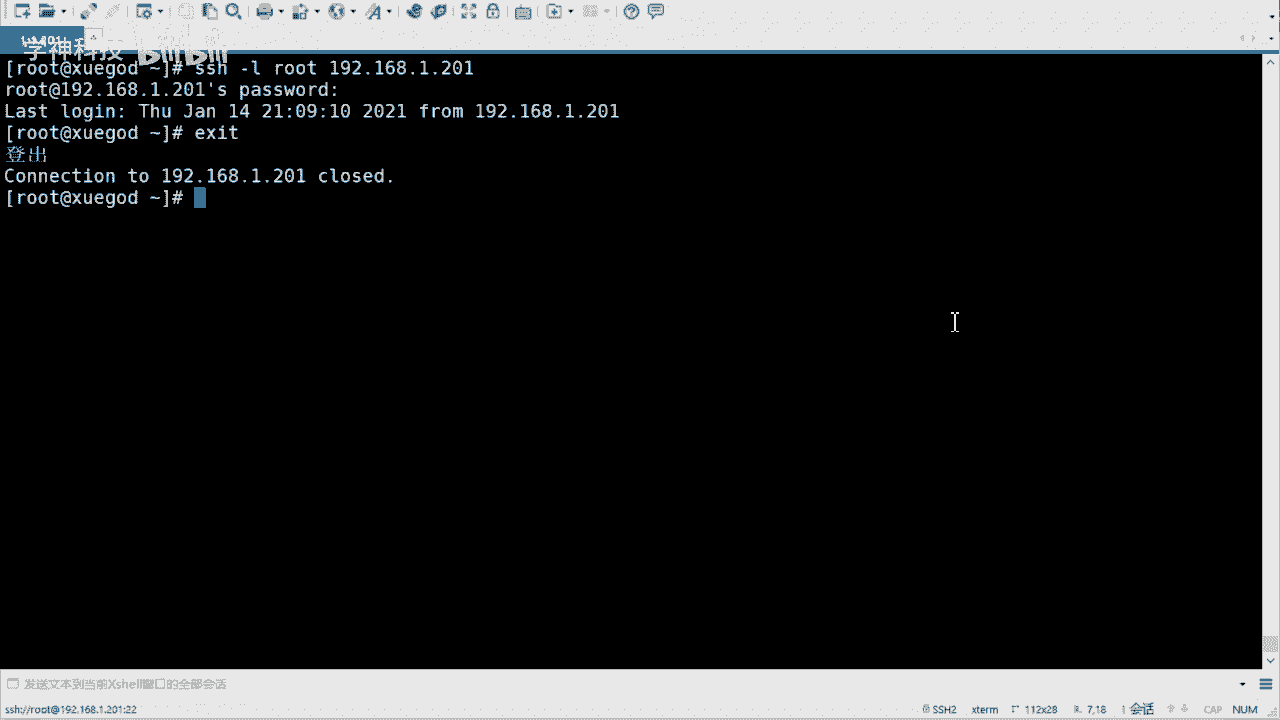 学神科技 bilibili
[root@xuegod ~]# ssh -l root 192.168.1.201
root@192.168.1.201's password:
Last login: Thu Jan 14 21:09:10 2021 from 192.168.1.201
[root@xuegod ~]# exit
登出
Connection to 192.168.1.201 closed.
[root@xuegod ~]#
发送文本到当前Xshell窗口的全部会话
ssh://root@192.168.1.201:22 SSH2 xterm 112x28 7,18 1 会话 CAP NUM